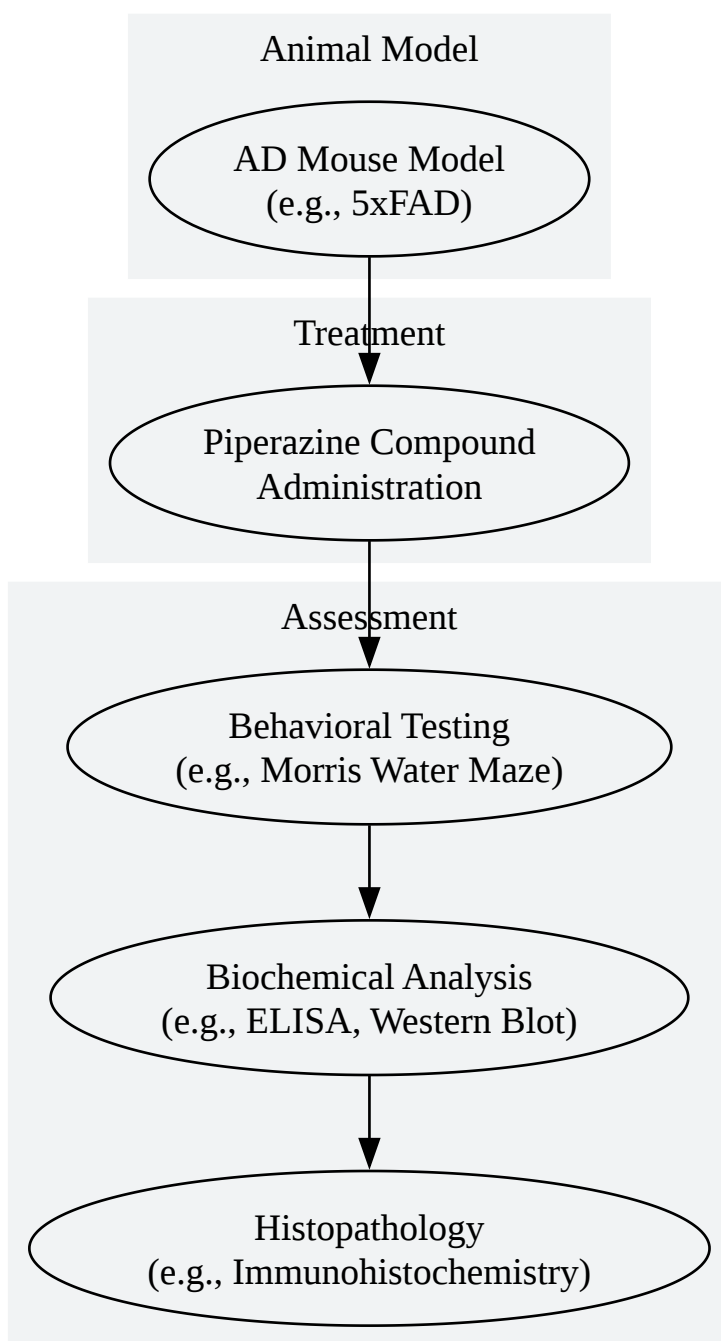 Animal Model
AD Mouse Model
(e.g., 5xFAD)
Treatment
Piperazine Compound
Administration
Assessment
Behavioral Testing
(e.g., Morris Water Maze)
Biochemical Analysis
(e.g., ELISA, Western Blot)
Histopathology
(e.g., Immunohistochemistry)